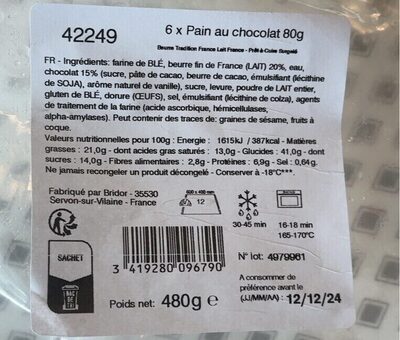 42249
6 x Pain au chocolat 80g
Beurre Tradition France Lait France - Prêt-à-Cuire Surgelé
FR - Ingrédients: farine de BLÉ, beurre fin de France (LAIT) 20%, eau,
chocolat 15% (sucre, pâte de cacao, beurre de cacao, émulsifiant (lécithine
de SOJA), arôme naturel de vanille), sucre, levure, poudre de LAIT entier,
gluten de BLÉ, dorure (ŒUFS), sel, émulsifiant (lécithine de colza), agents
de traitement de la farine (acide ascorbique, hémicellulases,
alpha-amylases). Peut contenir des traces de: graines de sésame, fruits à
coque.
Valeurs nutritionnelles pour 100g : Energie : 1615kJ / 387kcal - Matières
grasses : 21,0g - dont acides gras saturés : 13,0g - Glucides : 41,0g - dont
sucres : 14,0g - Fibres alimentaires : 2,8g - Protéines : 6,9g - Sel : 0,64g.
Ne jamais recongeler un produit décongelé - Conserver à -18°C***.
Fabriqué par Bridor - 35530
Servon-sur-Vilaine - France
600 x 400 mm
12
30-45 min
16-18 min
165-170°C
SACHET
BAC DE TRI
3 419280 096790
N° lot: 4979961
Poids net: 480g e
A consommer de
préférence avant le
(JJ/MM/AA) : 12/12/24